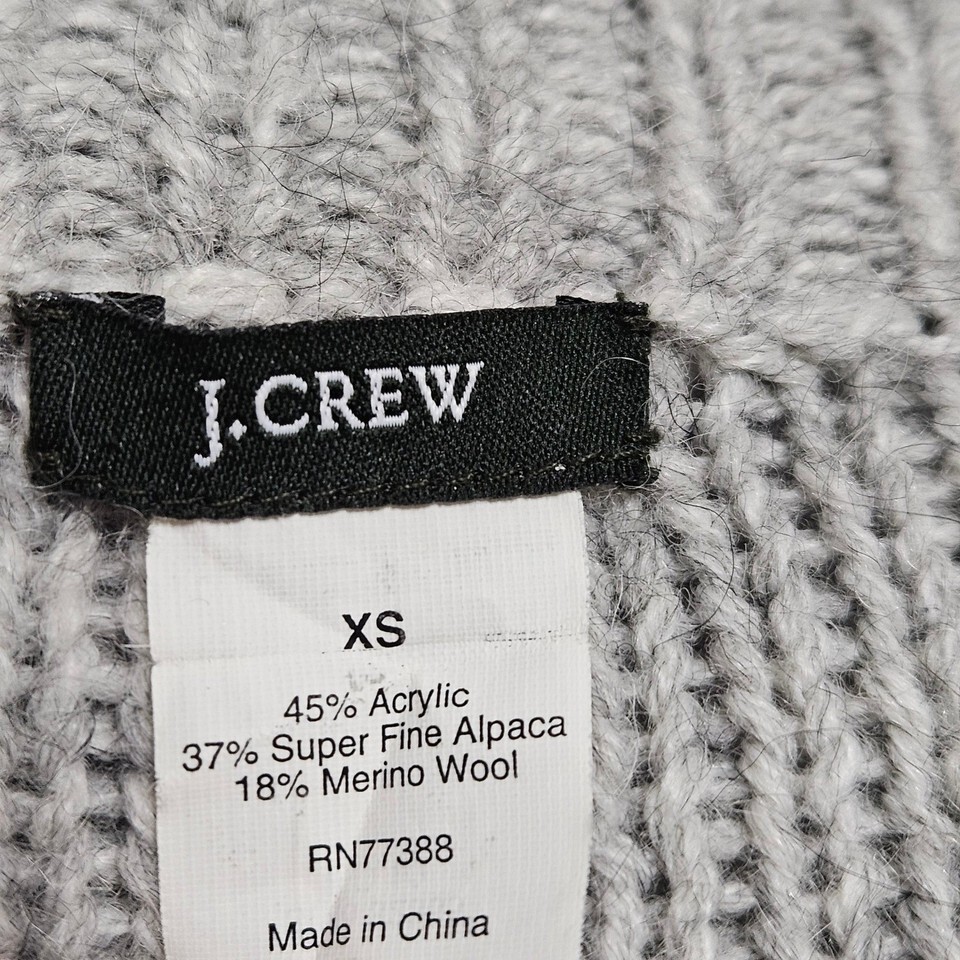 J.CREW
XS
45% Acrylic
37% Super Fine Alpaca
18% Merino Wool
RN77388
Made in China